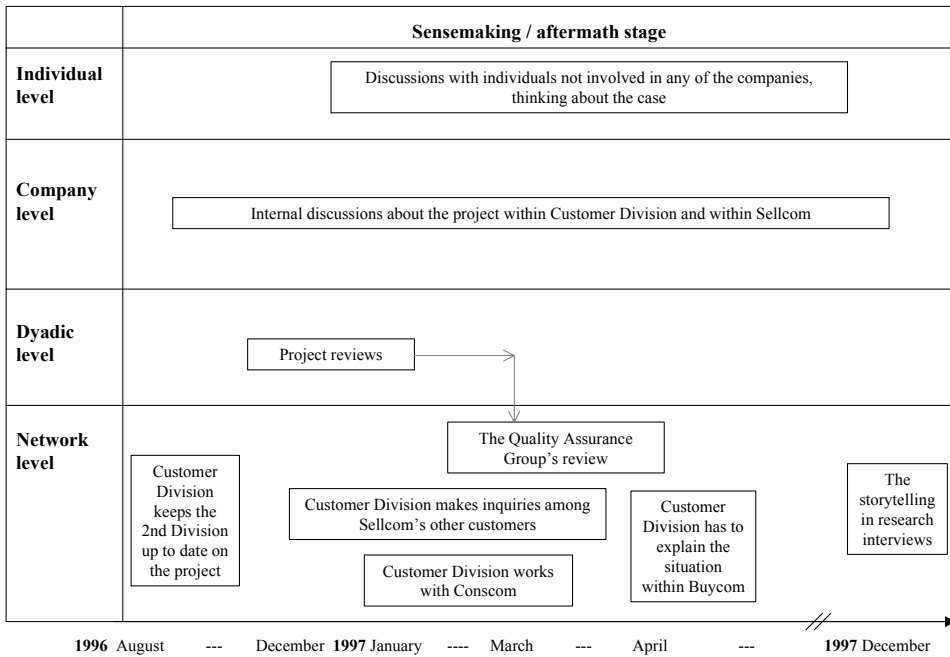 Sensemaking / aftermath stage
Individual
level
Discussions with individuals not involved in any of the companies,
thinking about the case
Company
level
Internal discussions about the project within Customer Division and within Sellcom
Dyadic
level
Project reviews
Network
level
The Quality Assurance
Group's review
Customer
Division
keeps the
2nd Division
up to date on
the project
Customer Division makes inquiries among
Sellcom's other customers
Customer Division works
with Conscom
Customer
Division has to
explain the
situation
within Buycom
The
storytelling
in research
interviews
1996 August --- December 1997 January ---- March --- April --- 1997 December